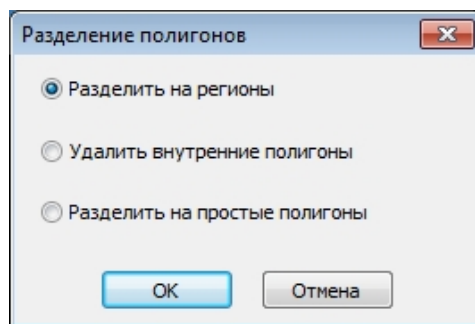 Разделение полигонов
Разделить на регионы
Удалить внутренние полигоны
Разделить на простые полигоны
OK
Отмена